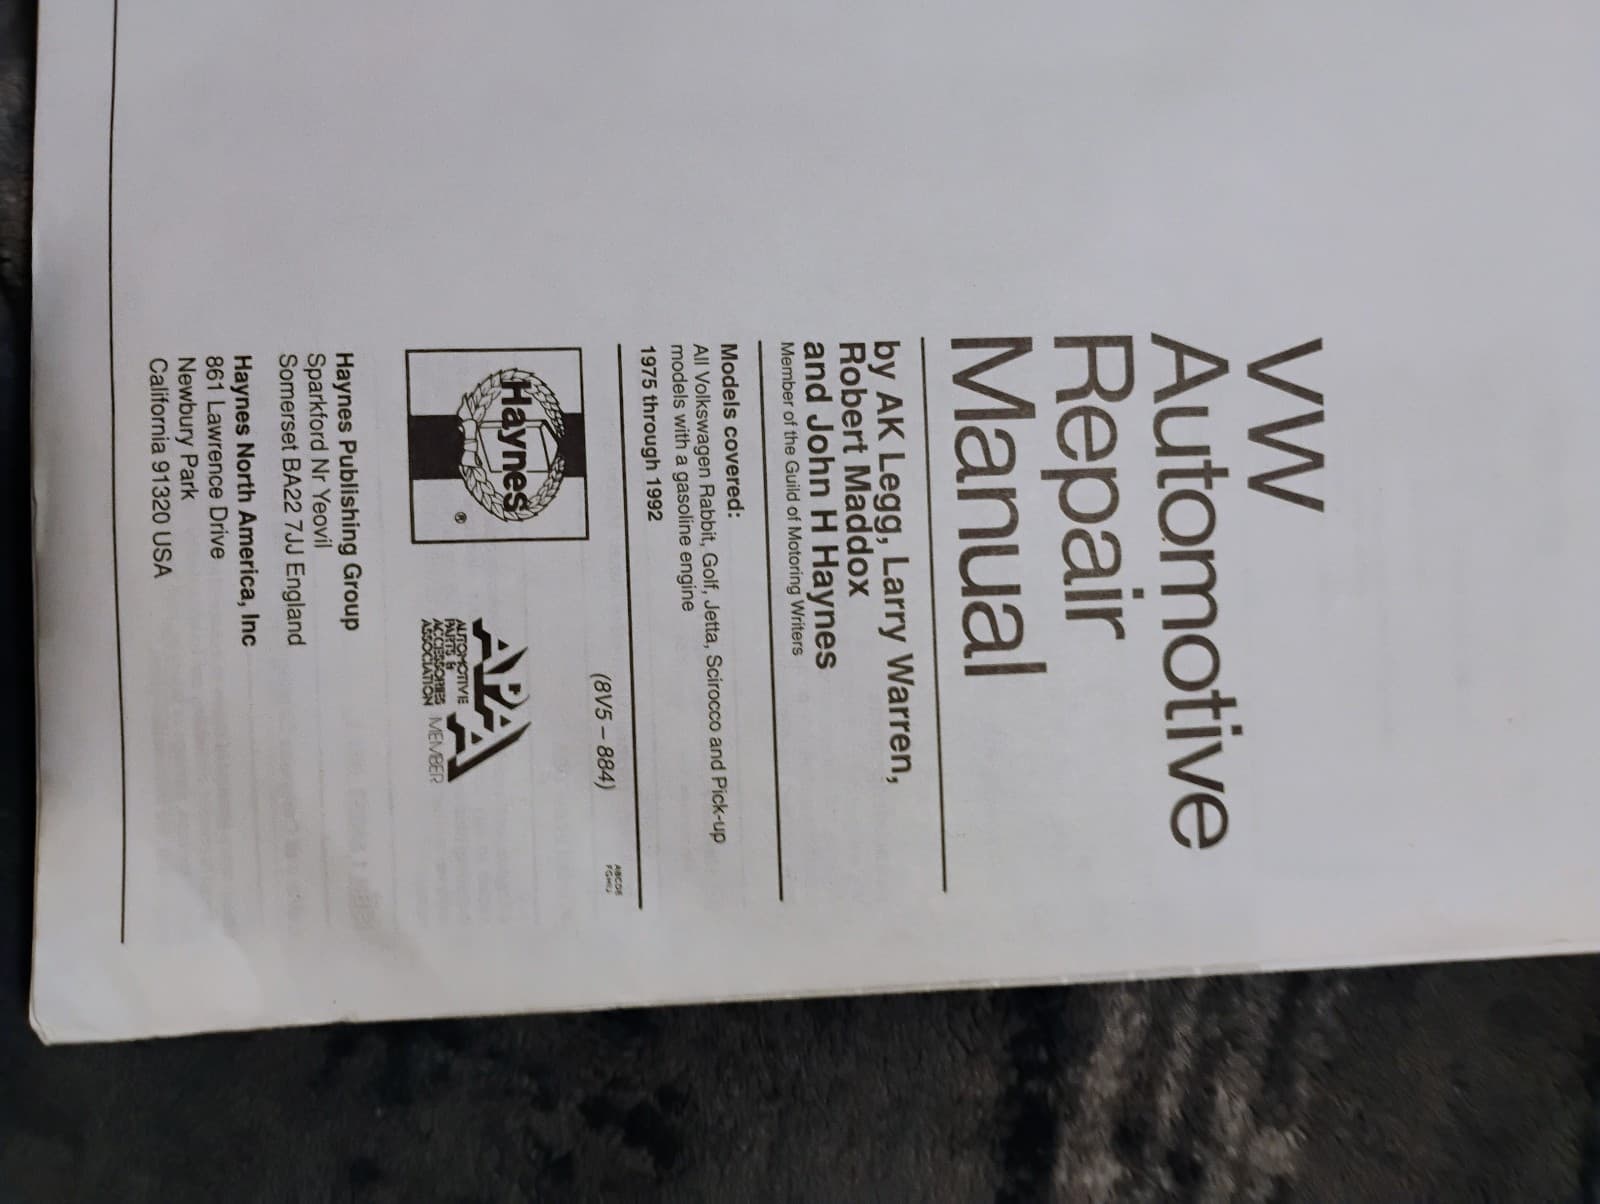 VW
Automotive
Repair
Manual
by AK Legg, Larry Warren,
Robert Maddox
and John H Haynes
Member of the Guild of Motoring Writers
Models covered:
All Volkswagen Rabbit, Golf, Jetta, Scirocco and Pick-up
models with a gasoline engine
1975 through 1992
ABCDE
FGHIJ
(8V5 – 884)
Haynes
®
APA
AUTOMOTIVE
PARTS &
ACCESSORIES
ASSOCIATION MEMBER
Haynes Publishing Group
Sparkford Nr Yeovil
Somerset BA22 7JJ England
Haynes North America, Inc
861 Lawrence Drive
Newbury Park
California 91320 USA